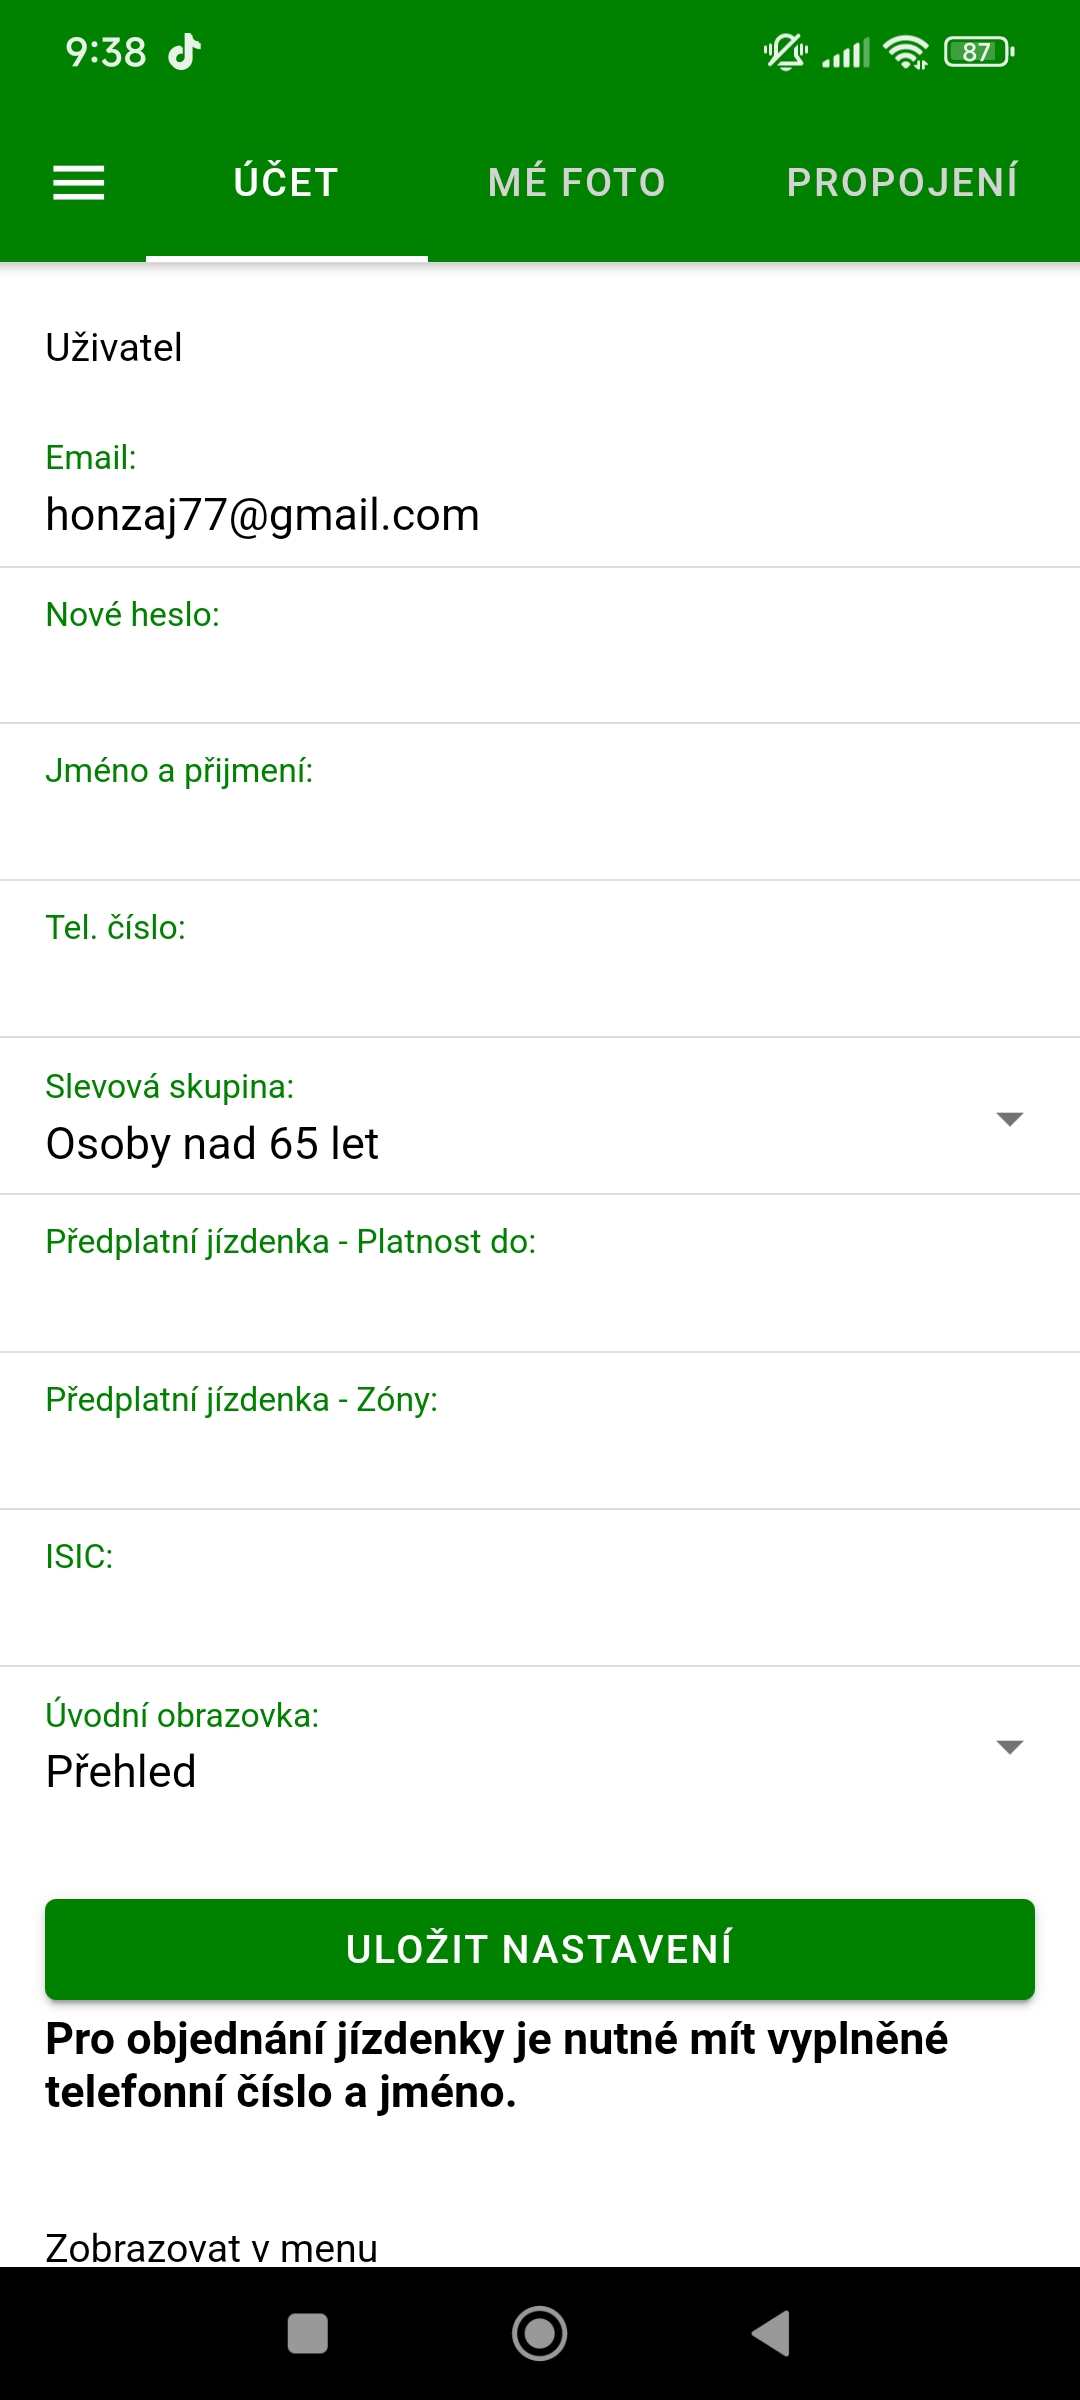 9:38
87
ÚČET
MÉ FOTO
PROPOJENÍ
Uživatel
Email:
honzaj77@gmail.com
Nové heslo:
Jméno a přijmení:
Tel. číslo:
Slevová skupina:
Osoby nad 65 let
Předplatní jízdenka - Platnost do:
Předplatní jízdenka - Zóny:
ISIC:
Úvodní obrazovka:
Přehled
ULOŽIT NASTAVENÍ
Pro objednání jízdenky je nutné mít vyplněné
telefonní číslo a jméno.
Zobrazovat v menu